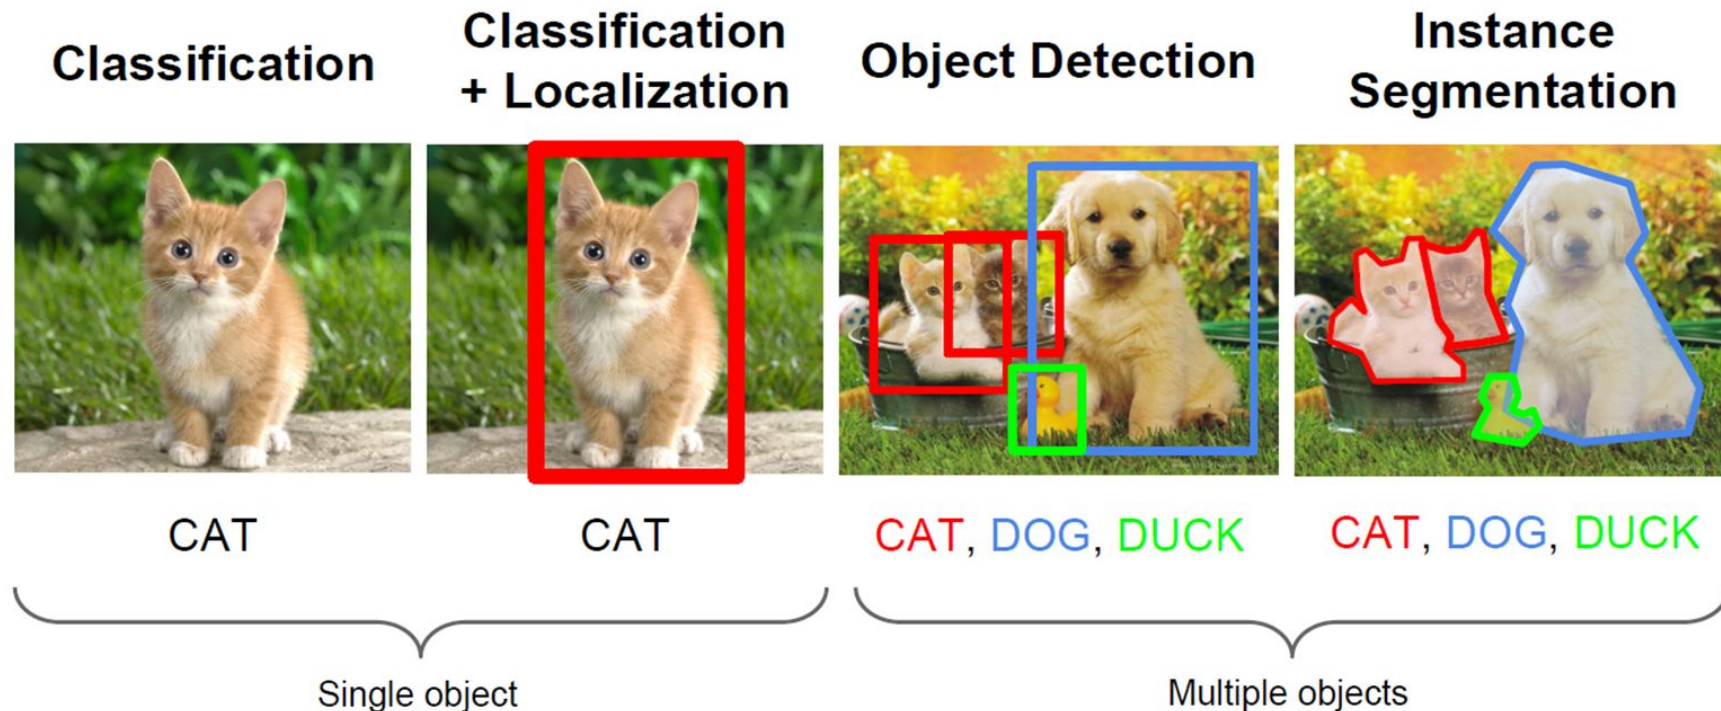 Classification
Classification
+ Localization
Object Detection
Instance
Segmentation
CAT
CAT
CAT, DOG, DUCK
CAT, DOG, DUCK
Single object
Multiple objects